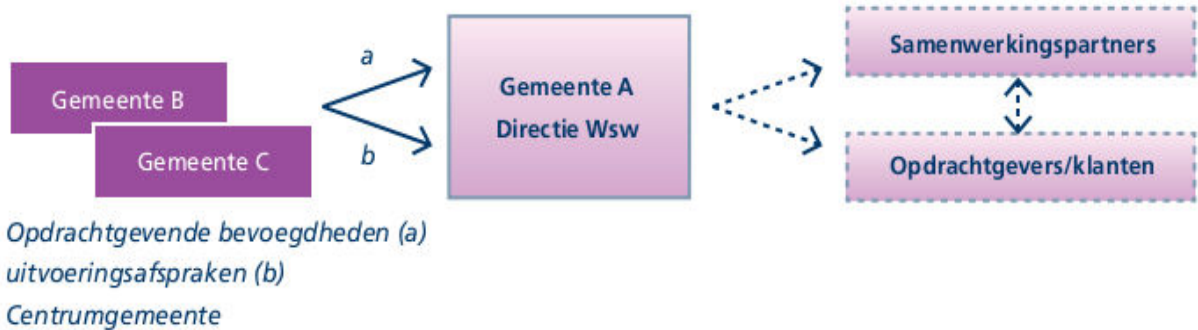 Gemeente B
Gemeente C
a
b
Gemeente A
Directie Wsw
Samenwerkingspartners
Opdrachtgevers/klanten
Opdrachtgevende bevoegdheden (a)
uitvoeringsafspraken (b)
Centrumgemeente